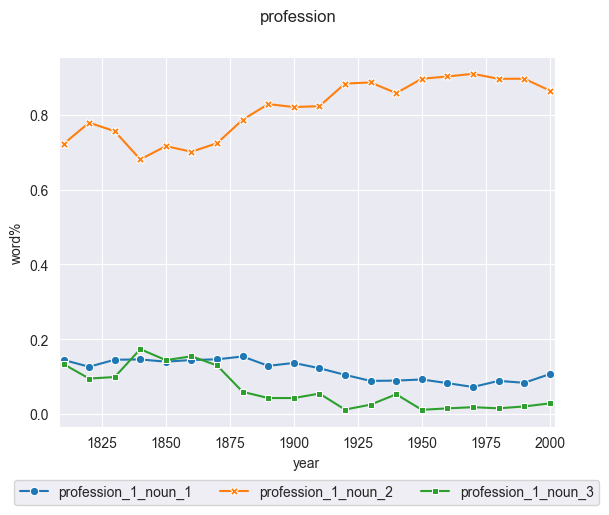 profession
0.8
0.6
0.4
0.2
0.0
word%
1825 1850 1875 1900 1925 1950 1975 2000
year
profession_1_noun_1 profession_1_noun_2 profession_1_noun_3